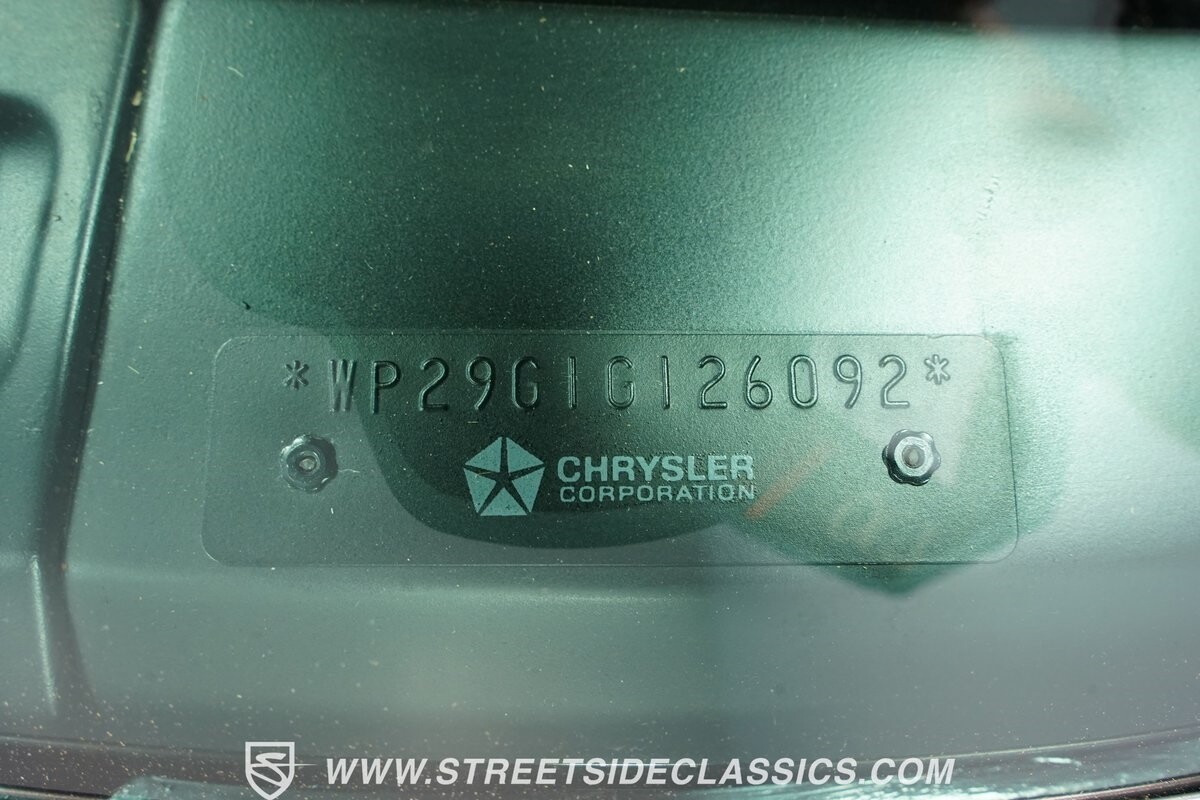 *WP29G1G126092*
CHRYSLER
CORPORATION
WWW.STREETSIDECLASSICS.COM